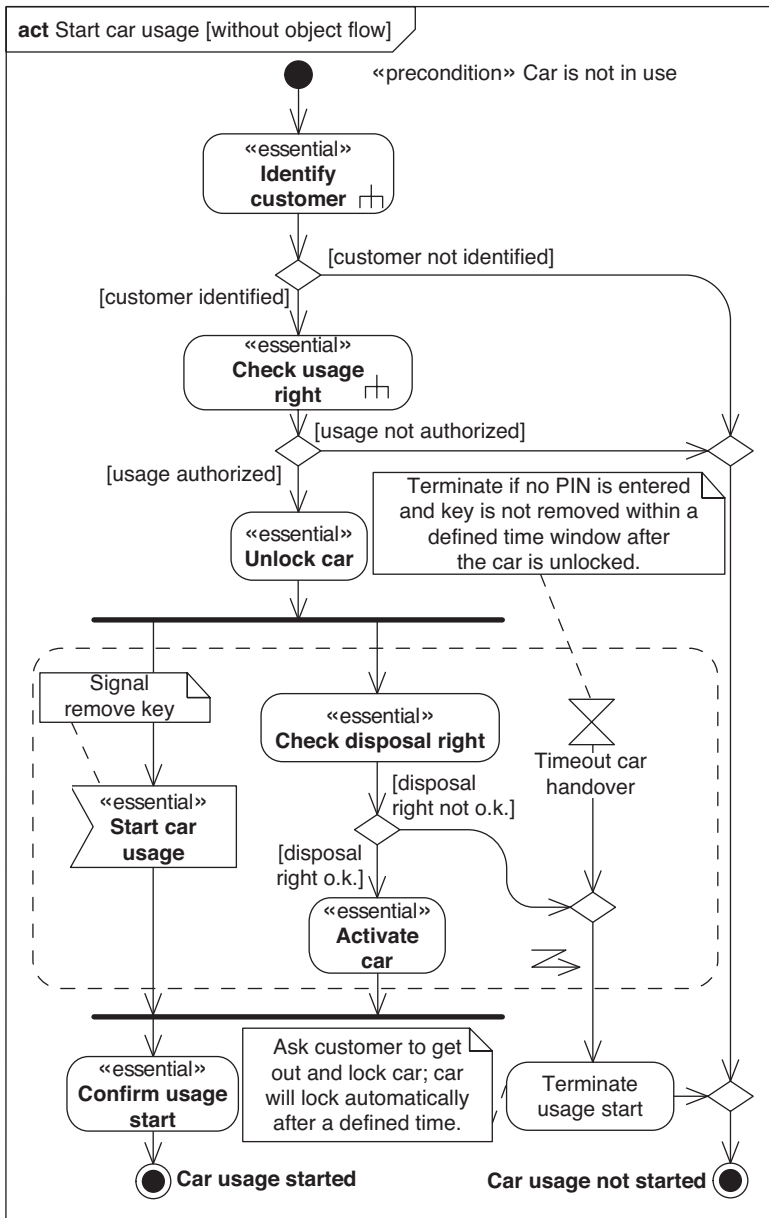 act Start car usage [without object flow]
«precondition» Car is not in use
«essential»
Identify
customer
[customer not identified]
[customer identified]
«essential»
Check usage
right
[usage not authorized]
[usage authorized]
Terminate if no PIN is entered
and key is not removed within a
defined time window after
the car is unlocked.
«essential»
Unlock car
Signal
remove key
«essential»
Check disposal right
Timeout car
handover
«essential»
Start car
usage
[disposal
right not o.k.]
[disposal
right o.k.]
«essential»
Activate
car
«essential»
Confirm usage
start
Ask customer to get
out and lock car; car
will lock automatically
after a defined time.
Terminate
usage start
Car usage started
Car usage not started